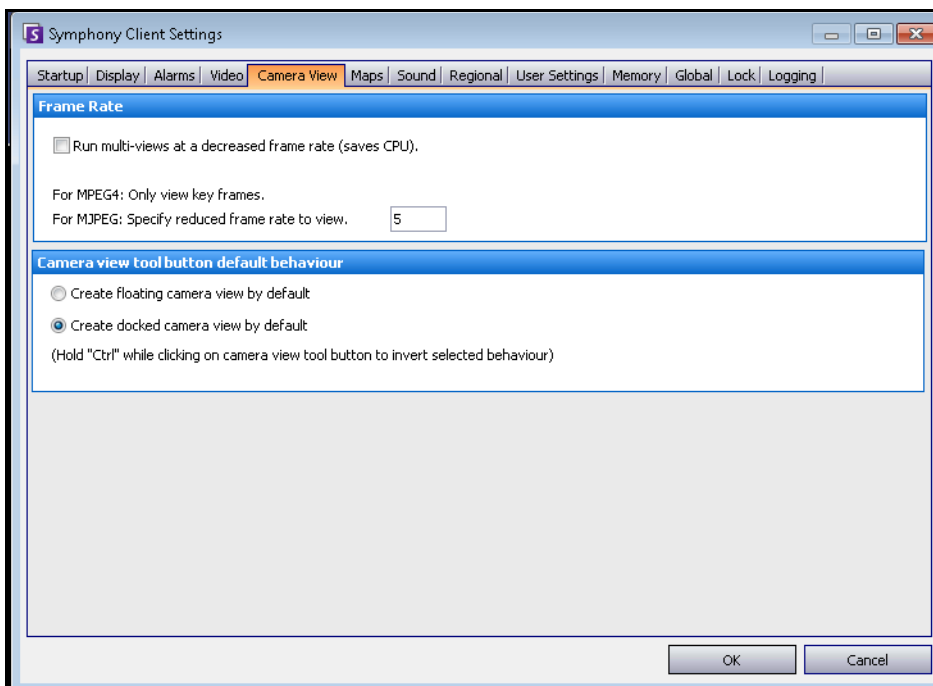 Symphony Client Settings
Startup Display Alarms Video Camera View Maps Sound Regional User Settings Memory Global Lock Logging
Frame Rate
Run multi-views at a decreased frame rate (saves CPU).
For MPEG4: Only view key frames.
For MJPEG: Specify reduced frame rate to view. 5
Camera view tool button default behaviour
Create floating camera view by default
Create docked camera view by default
(Hold "Ctrl" while clicking on camera view tool button to invert selected behaviour)
OK Cancel